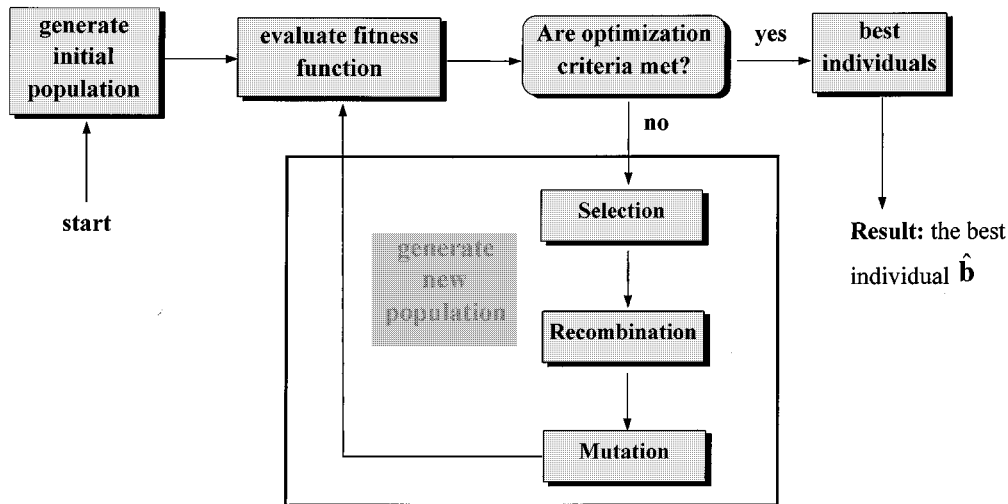 generate
initial
population
evaluate fitness
function
Are optimization
criteria met?
yes
best
individuals
no
start
Selection
Result: the best
individual b̂
generate
new
population
Recombination
Mutation